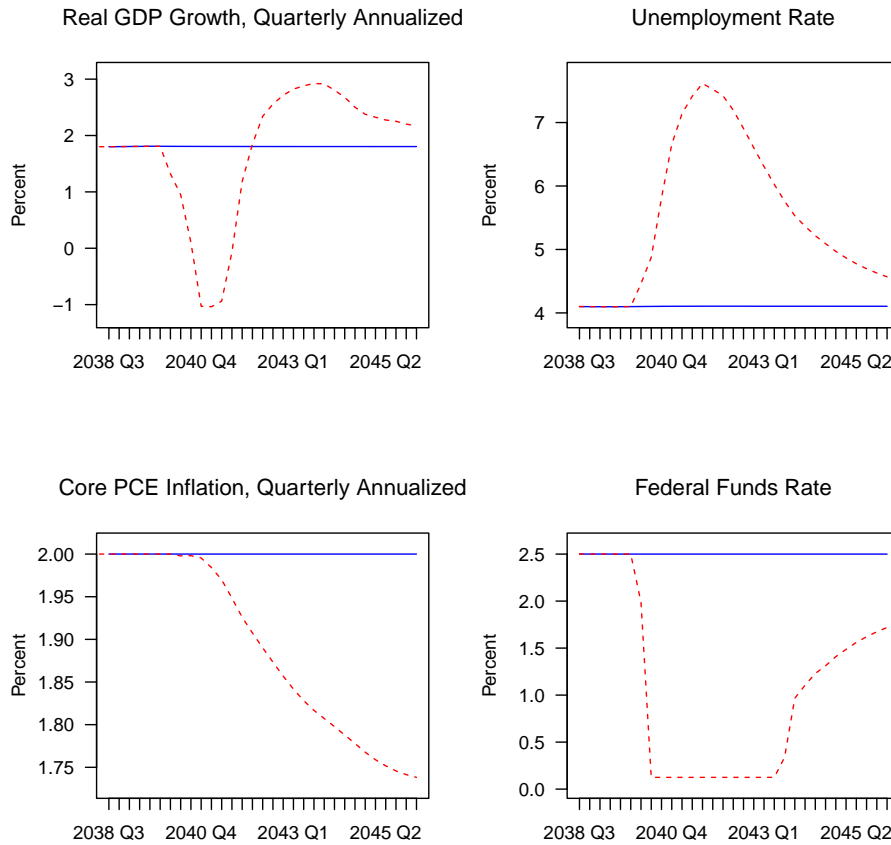 Real GDP Growth, Quarterly Annualized
Percent
3
2
1
0
−1
2038 Q3 2040 Q4 2043 Q1 2045 Q2
Unemployment Rate
Percent
7
6
5
4
2038 Q3 2040 Q4 2043 Q1 2045 Q2
Core PCE Inflation, Quarterly Annualized
Percent
2.00
1.95
1.90
1.85
1.80
1.75
2038 Q3 2040 Q4 2043 Q1 2045 Q2
Federal Funds Rate
Percent
2.5
2.0
1.5
1.0
0.5
0.0
2038 Q3 2040 Q4 2043 Q1 2045 Q2